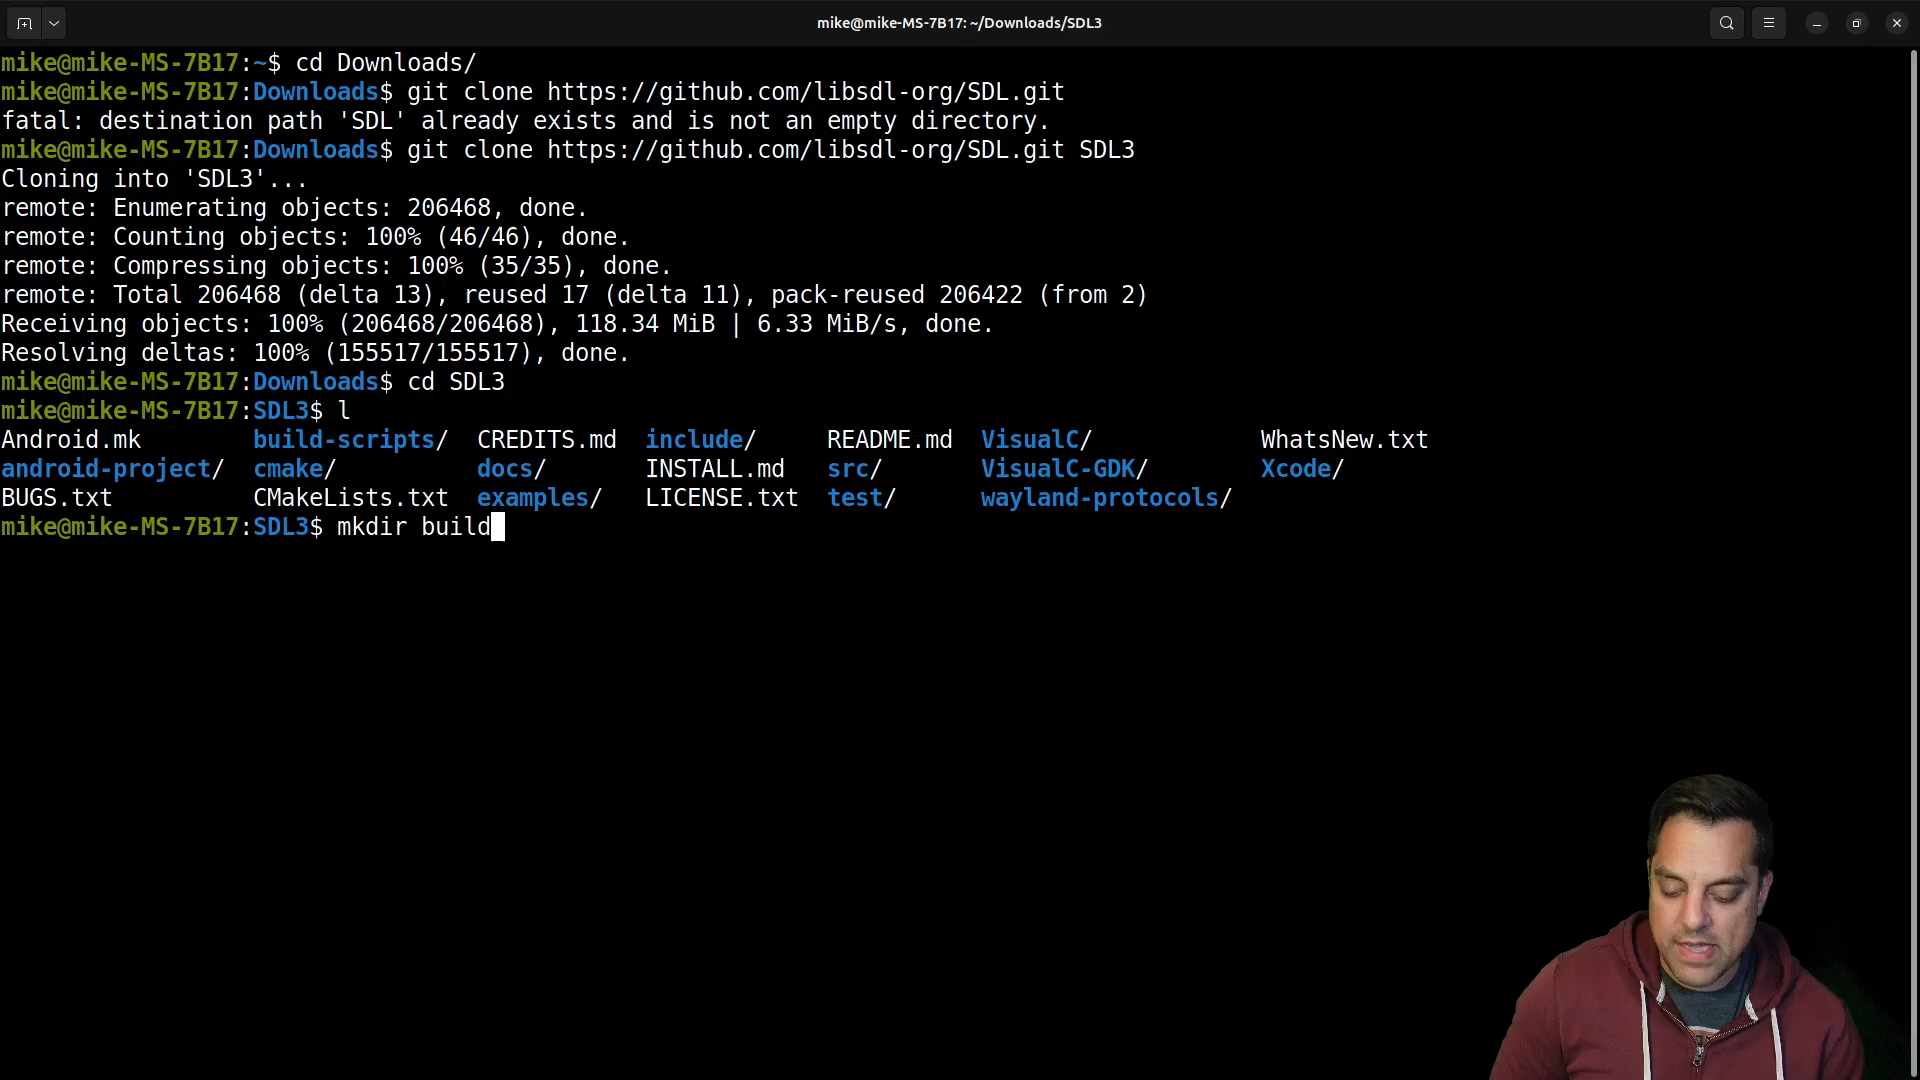 mike@mike-MS-7B17: ~/Downloads/SDL3
mike@mike-MS-7B17:~$ cd Downloads/
mike@mike-MS-7B17:Downloads$ git clone https://github.com/libsdl-org/SDL.git
fatal: destination path 'SDL' already exists and is not an empty directory.
mike@mike-MS-7B17:Downloads$ git clone https://github.com/libsdl-org/SDL.git SDL3
Cloning into 'SDL3'...
remote: Enumerating objects: 206468, done.
remote: Counting objects: 100% (46/46), done.
remote: Compressing objects: 100% (35/35), done.
remote: Total 206468 (delta 13), reused 17 (delta 11), pack-reused 206422 (from 2)
Receiving objects: 100% (206468/206468), 118.34 MiB | 6.33 MiB/s, done.
Resolving deltas: 100% (155517/155517), done.
mike@mike-MS-7B17:Downloads$ cd SDL3
mike@mike-MS-7B17:SDL3$ l
Android.mk build-scripts/ CREDITS.md include/ README.md VisualC/ WhatsNew.txt
android-project/ cmake/ docs/ INSTALL.md src/ VisualC-GDK/ Xcode/
BUGS.txt CMakeLists.txt examples/ LICENSE.txt test/ wayland-protocols/
mike@mike-MS-7B17:SDL3$ mkdir build